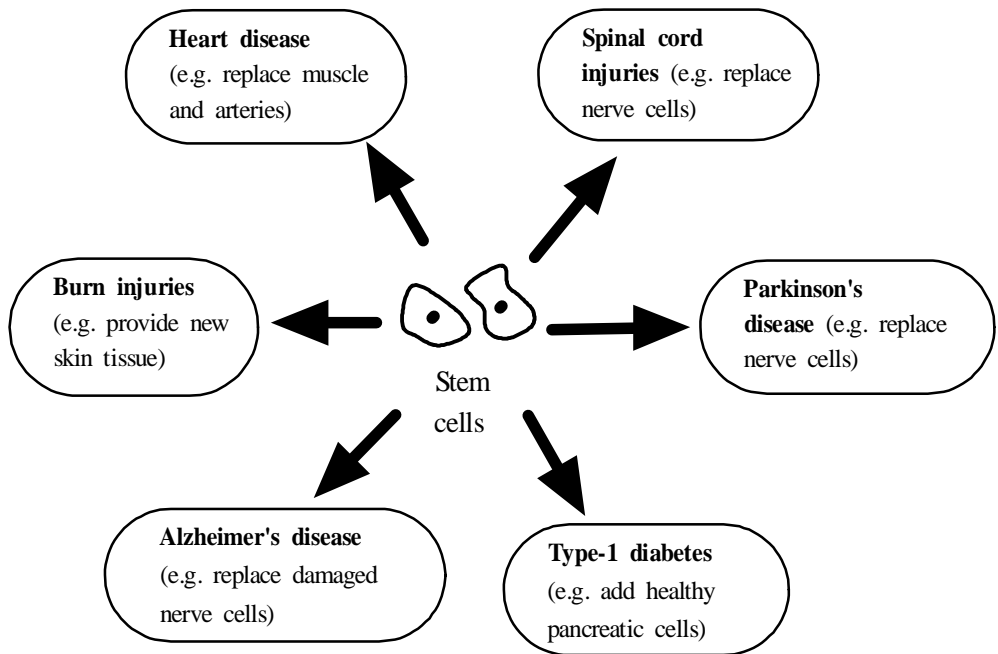 Heart disease
(e.g. replace muscle
and arteries)
Spinal cord
injuries (e.g. replace
nerve cells)
Burn injuries
(e.g. provide new
skin tissue)
Parkinson's
disease (e.g. replace
nerve cells)
Stem
cells
Alzheimer's disease
(e.g. replace damaged
nerve cells)
Type-1 diabetes
(e.g. add healthy
pancreatic cells)